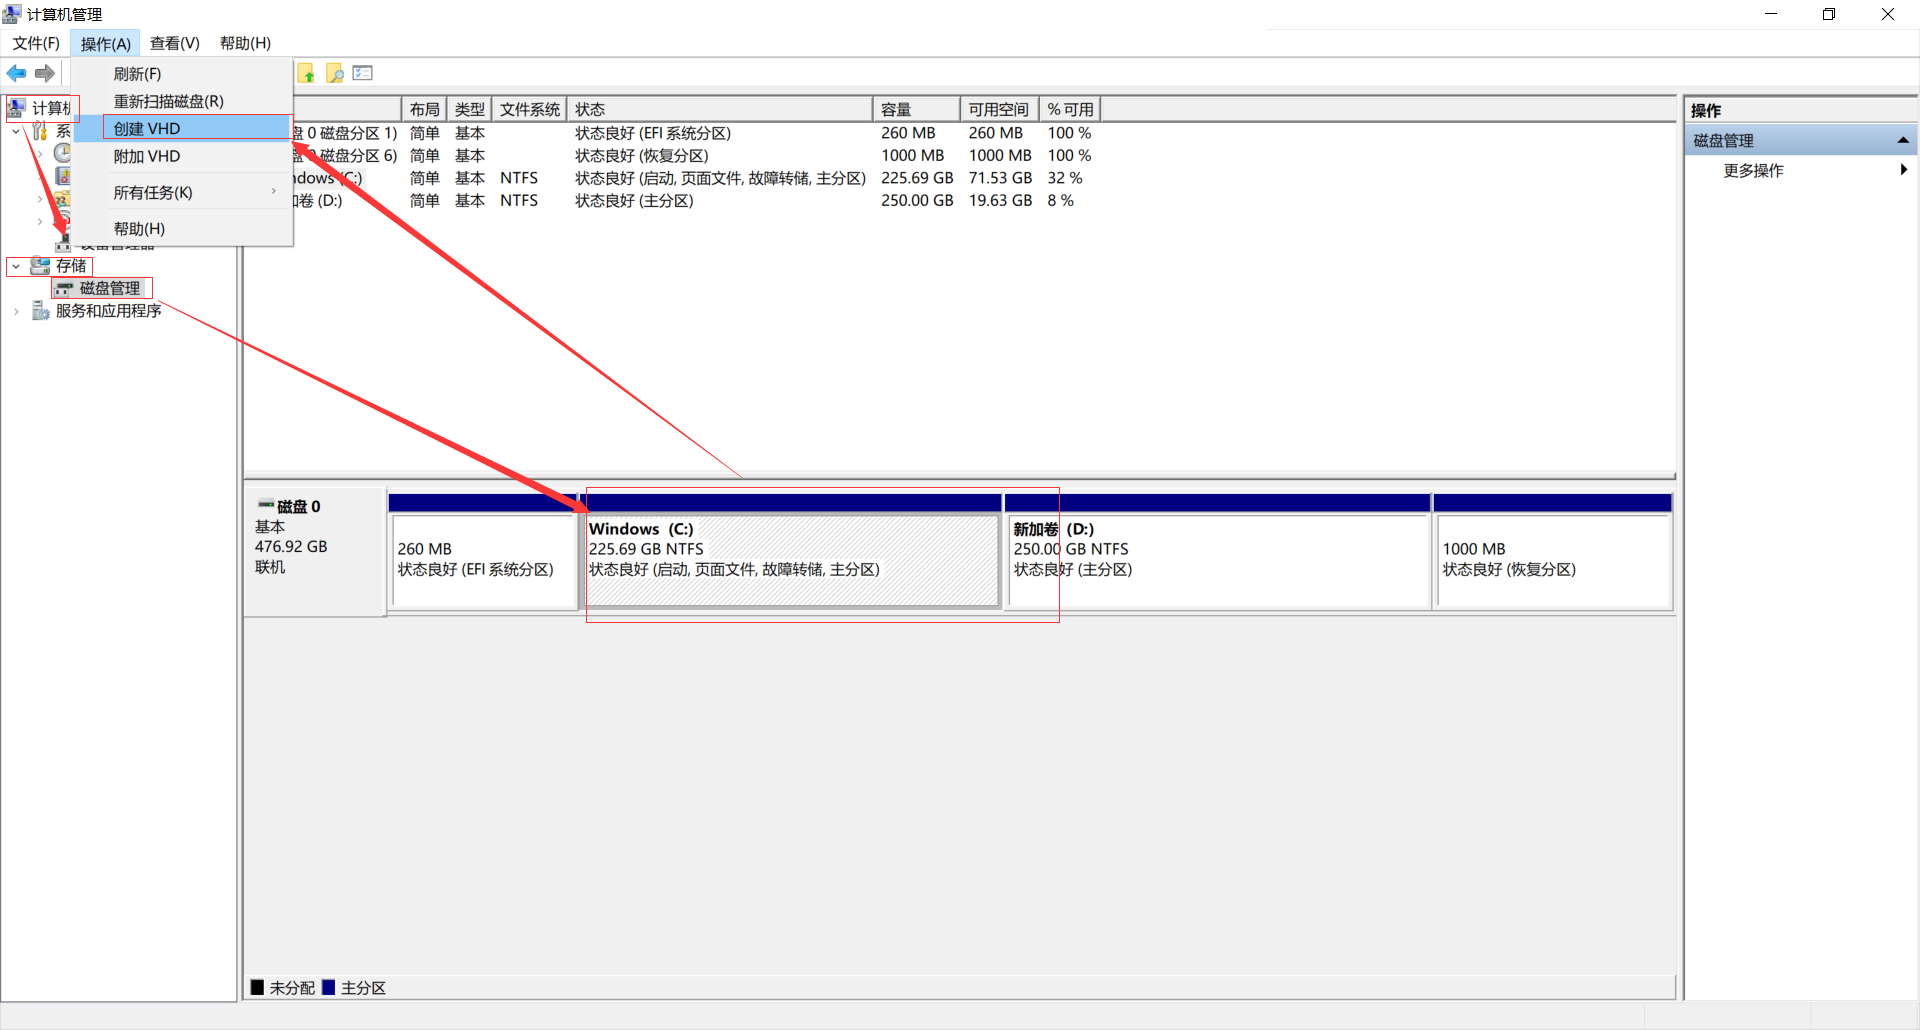 计算机管理
文件(F) 操作(A) 查看(V) 帮助(H)
刷新(F)
重新扫描磁盘(R)
创建 VHD
附加 VHD
所有任务(K)
帮助(H)
计算机
系
设备管理器
存储
磁盘管理
服务和应用程序
布局 类型 文件系统 状态 容量 可用空间 % 可用
盘 0 磁盘分区 1) 简单 基本 状态良好 (EFI 系统分区) 260 MB 260 MB 100 %
盘 0 磁盘分区 6) 简单 基本 状态良好 (恢复分区) 1000 MB 1000 MB 100 %
ndows (C:) 简单 基本 NTFS 状态良好 (启动, 页面文件, 故障转储, 主分区) 225.69 GB 71.53 GB 32 %
加卷 (D:) 简单 基本 NTFS 状态良好 (主分区) 250.00 GB 19.63 GB 8 %
磁盘 0
基本
476.92 GB
联机
260 MB
状态良好 (EFI 系统分区)
Windows (C:)
225.69 GB NTFS
状态良好 (启动, 页面文件, 故障转储, 主分区)
新加卷 (D:)
250.00 GB NTFS
状态良好 (主分区)
1000 MB
状态良好 (恢复分区)
未分配 主分区
操作
磁盘管理
更多操作